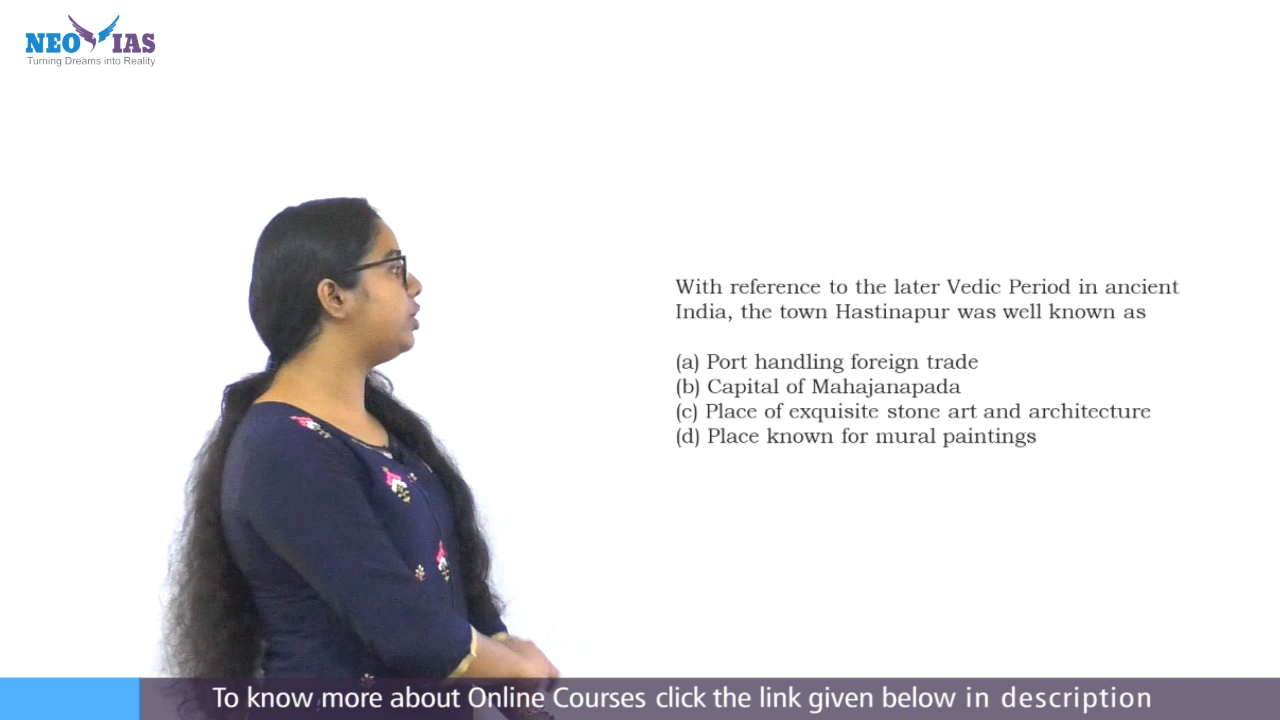 NEO IAS
Turning Dreams into Reality
With reference to the later Vedic Period in ancient
India, the town Hastinapur was well known as
(a) Port handling foreign trade
(b) Capital of Mahajanapada
(c) Place of exquisite stone art and architecture
(d) Place known for mural paintings
To know more about Online Courses click the link given below in description